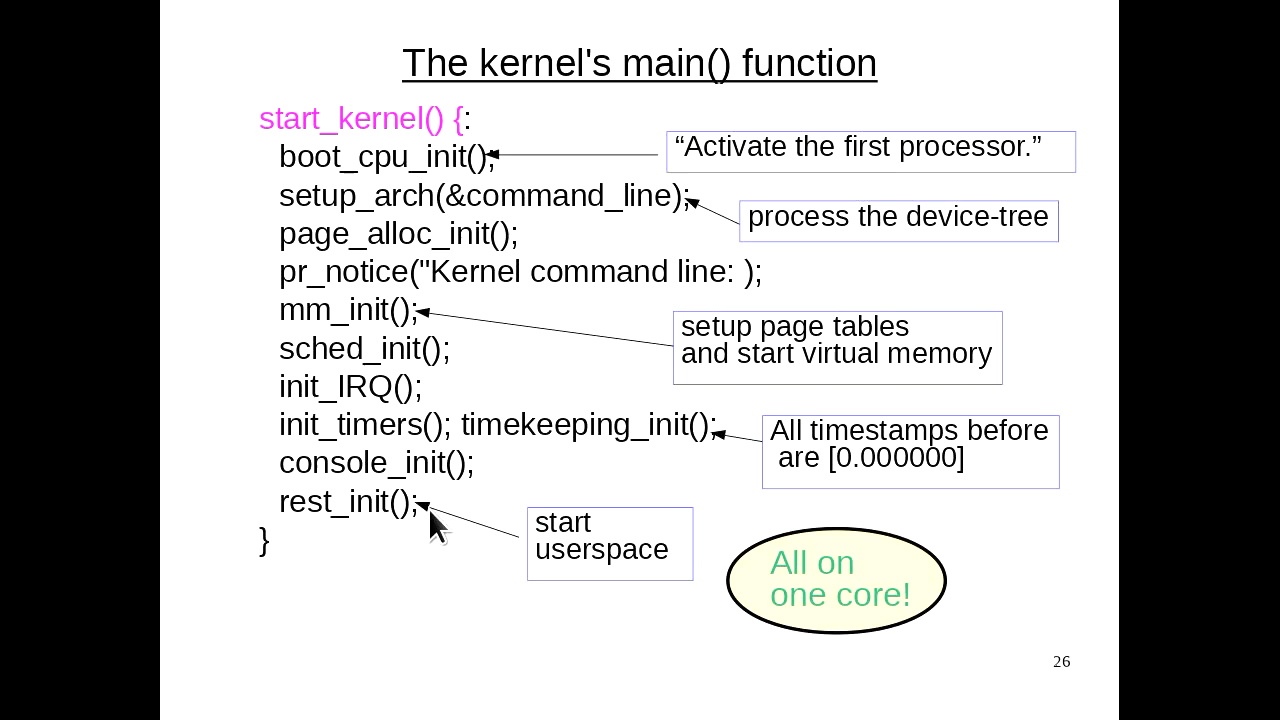 The kernel's main() function
start_kernel() {:
boot_cpu_init();
“Activate the first processor.”
setup_arch(&command_line);
process the device-tree
page_alloc_init();
pr_notice("Kernel command line: );
mm_init();
setup page tables
and start virtual memory
sched_init();
init_IRQ();
init_timers(); timekeeping_init();
All timestamps before
are [0.000000]
console_init();
rest_init();
start
userspace
}
All on
one core!
26